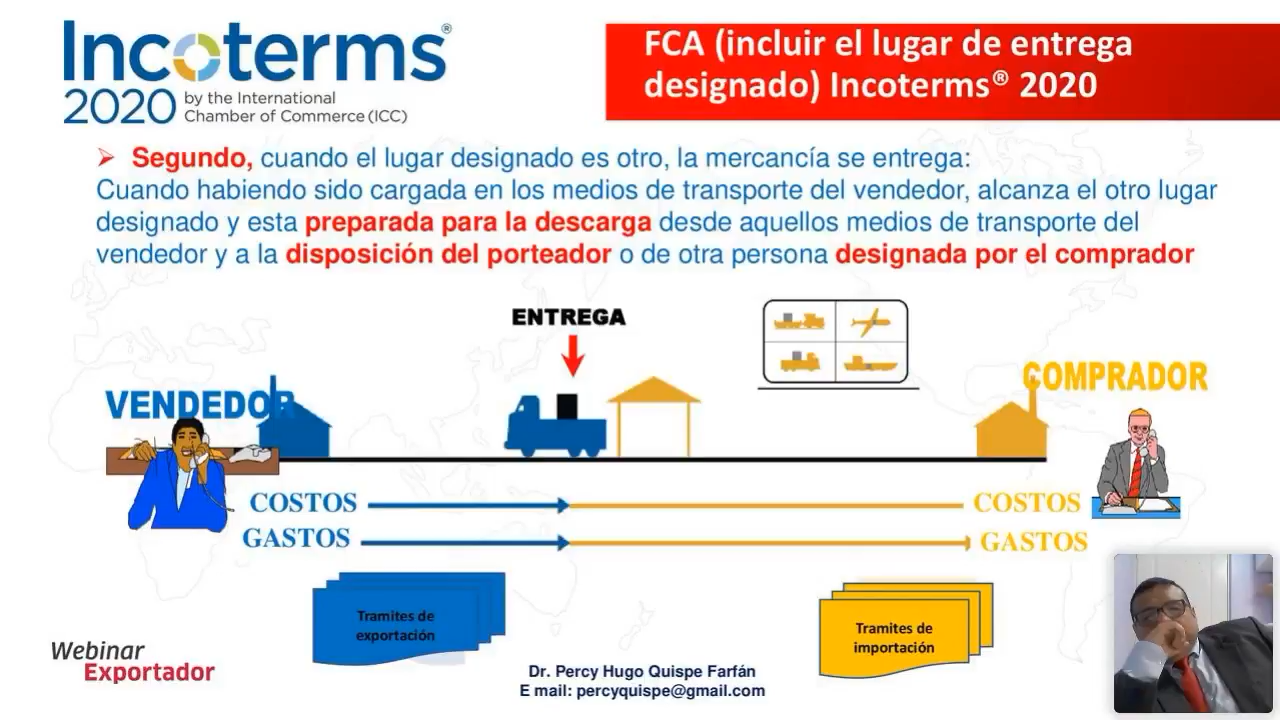 Incoterms®
2020 by the International
Chamber of Commerce (ICC)
FCA (incluir el lugar de entrega
designado) Incoterms® 2020
Segundo, cuando el lugar designado es otro, la mercancía se entrega:
Cuando habiendo sido cargada en los medios de transporte del vendedor, alcanza el otro lugar
designado y esta preparada para la descarga desde aquellos medios de transporte del
vendedor y a la disposición del porteador o de otra persona designada por el comprador
ENTREGA
VENDEDOR
COMPRADOR
COSTOS
COSTOS
GASTOS
GASTOS
Tramites de
exportación
Tramites de
importación
Webinar
Exportador
Dr. Percy Hugo Quispe Farfán
E mail: percyquispe@gmail.com